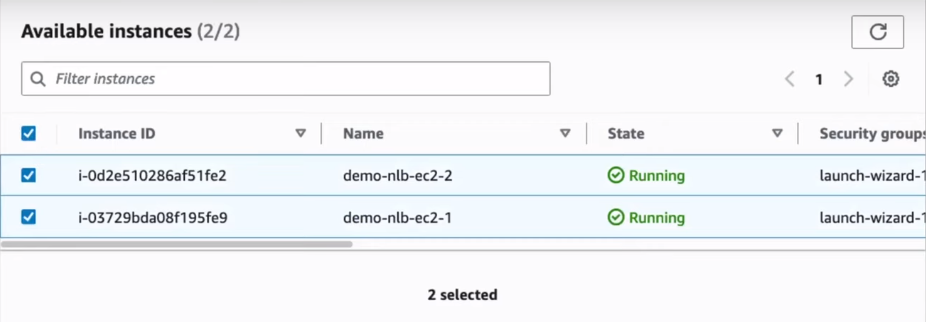 Available instances (2/2)
Filter instances
1
Instance ID Name State Security groups
i-0d2e510286af51fe2 demo-nlb-ec2-2 Running launch-wizard-1
i-03729bda08f195fe9 demo-nlb-ec2-1 Running launch-wizard-1
2 selected